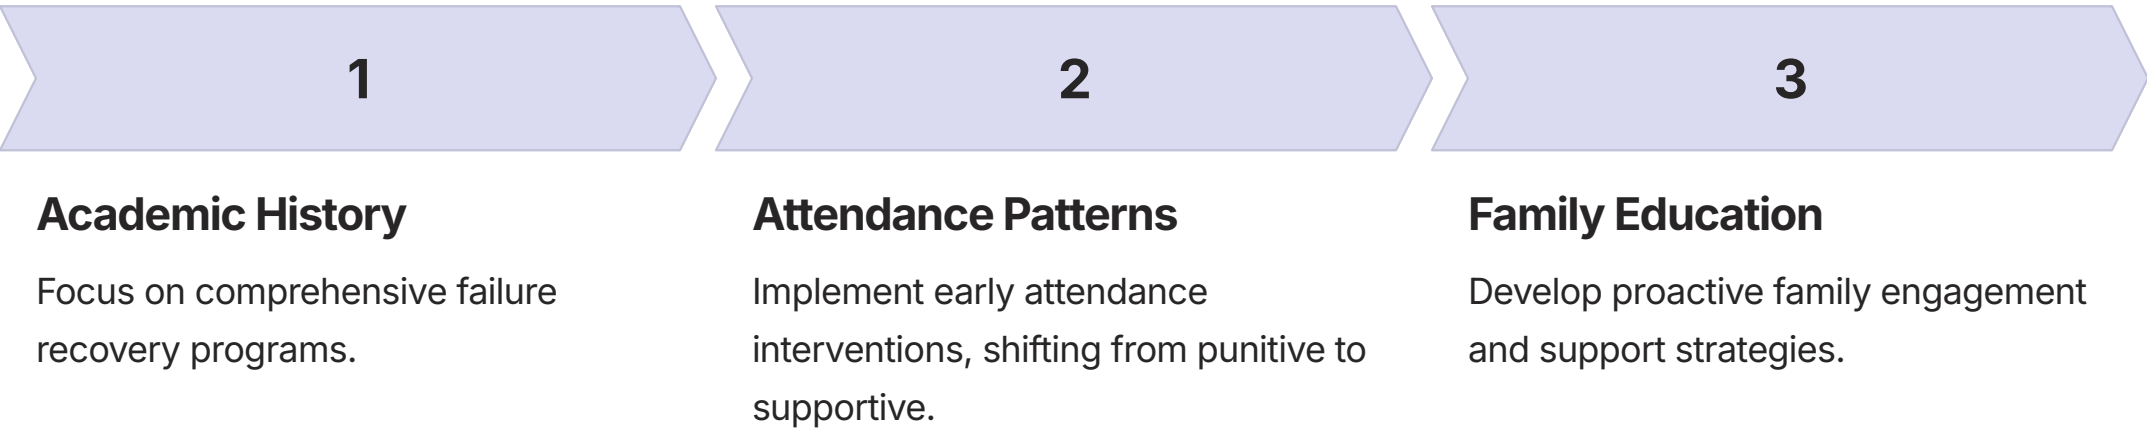 1
2
3
Academic History
Focus on comprehensive failure
recovery programs.
Attendance Patterns
Implement early attendance
interventions, shifting from punitive to
supportive.
Family Education
Develop proactive family engagement
and support strategies.